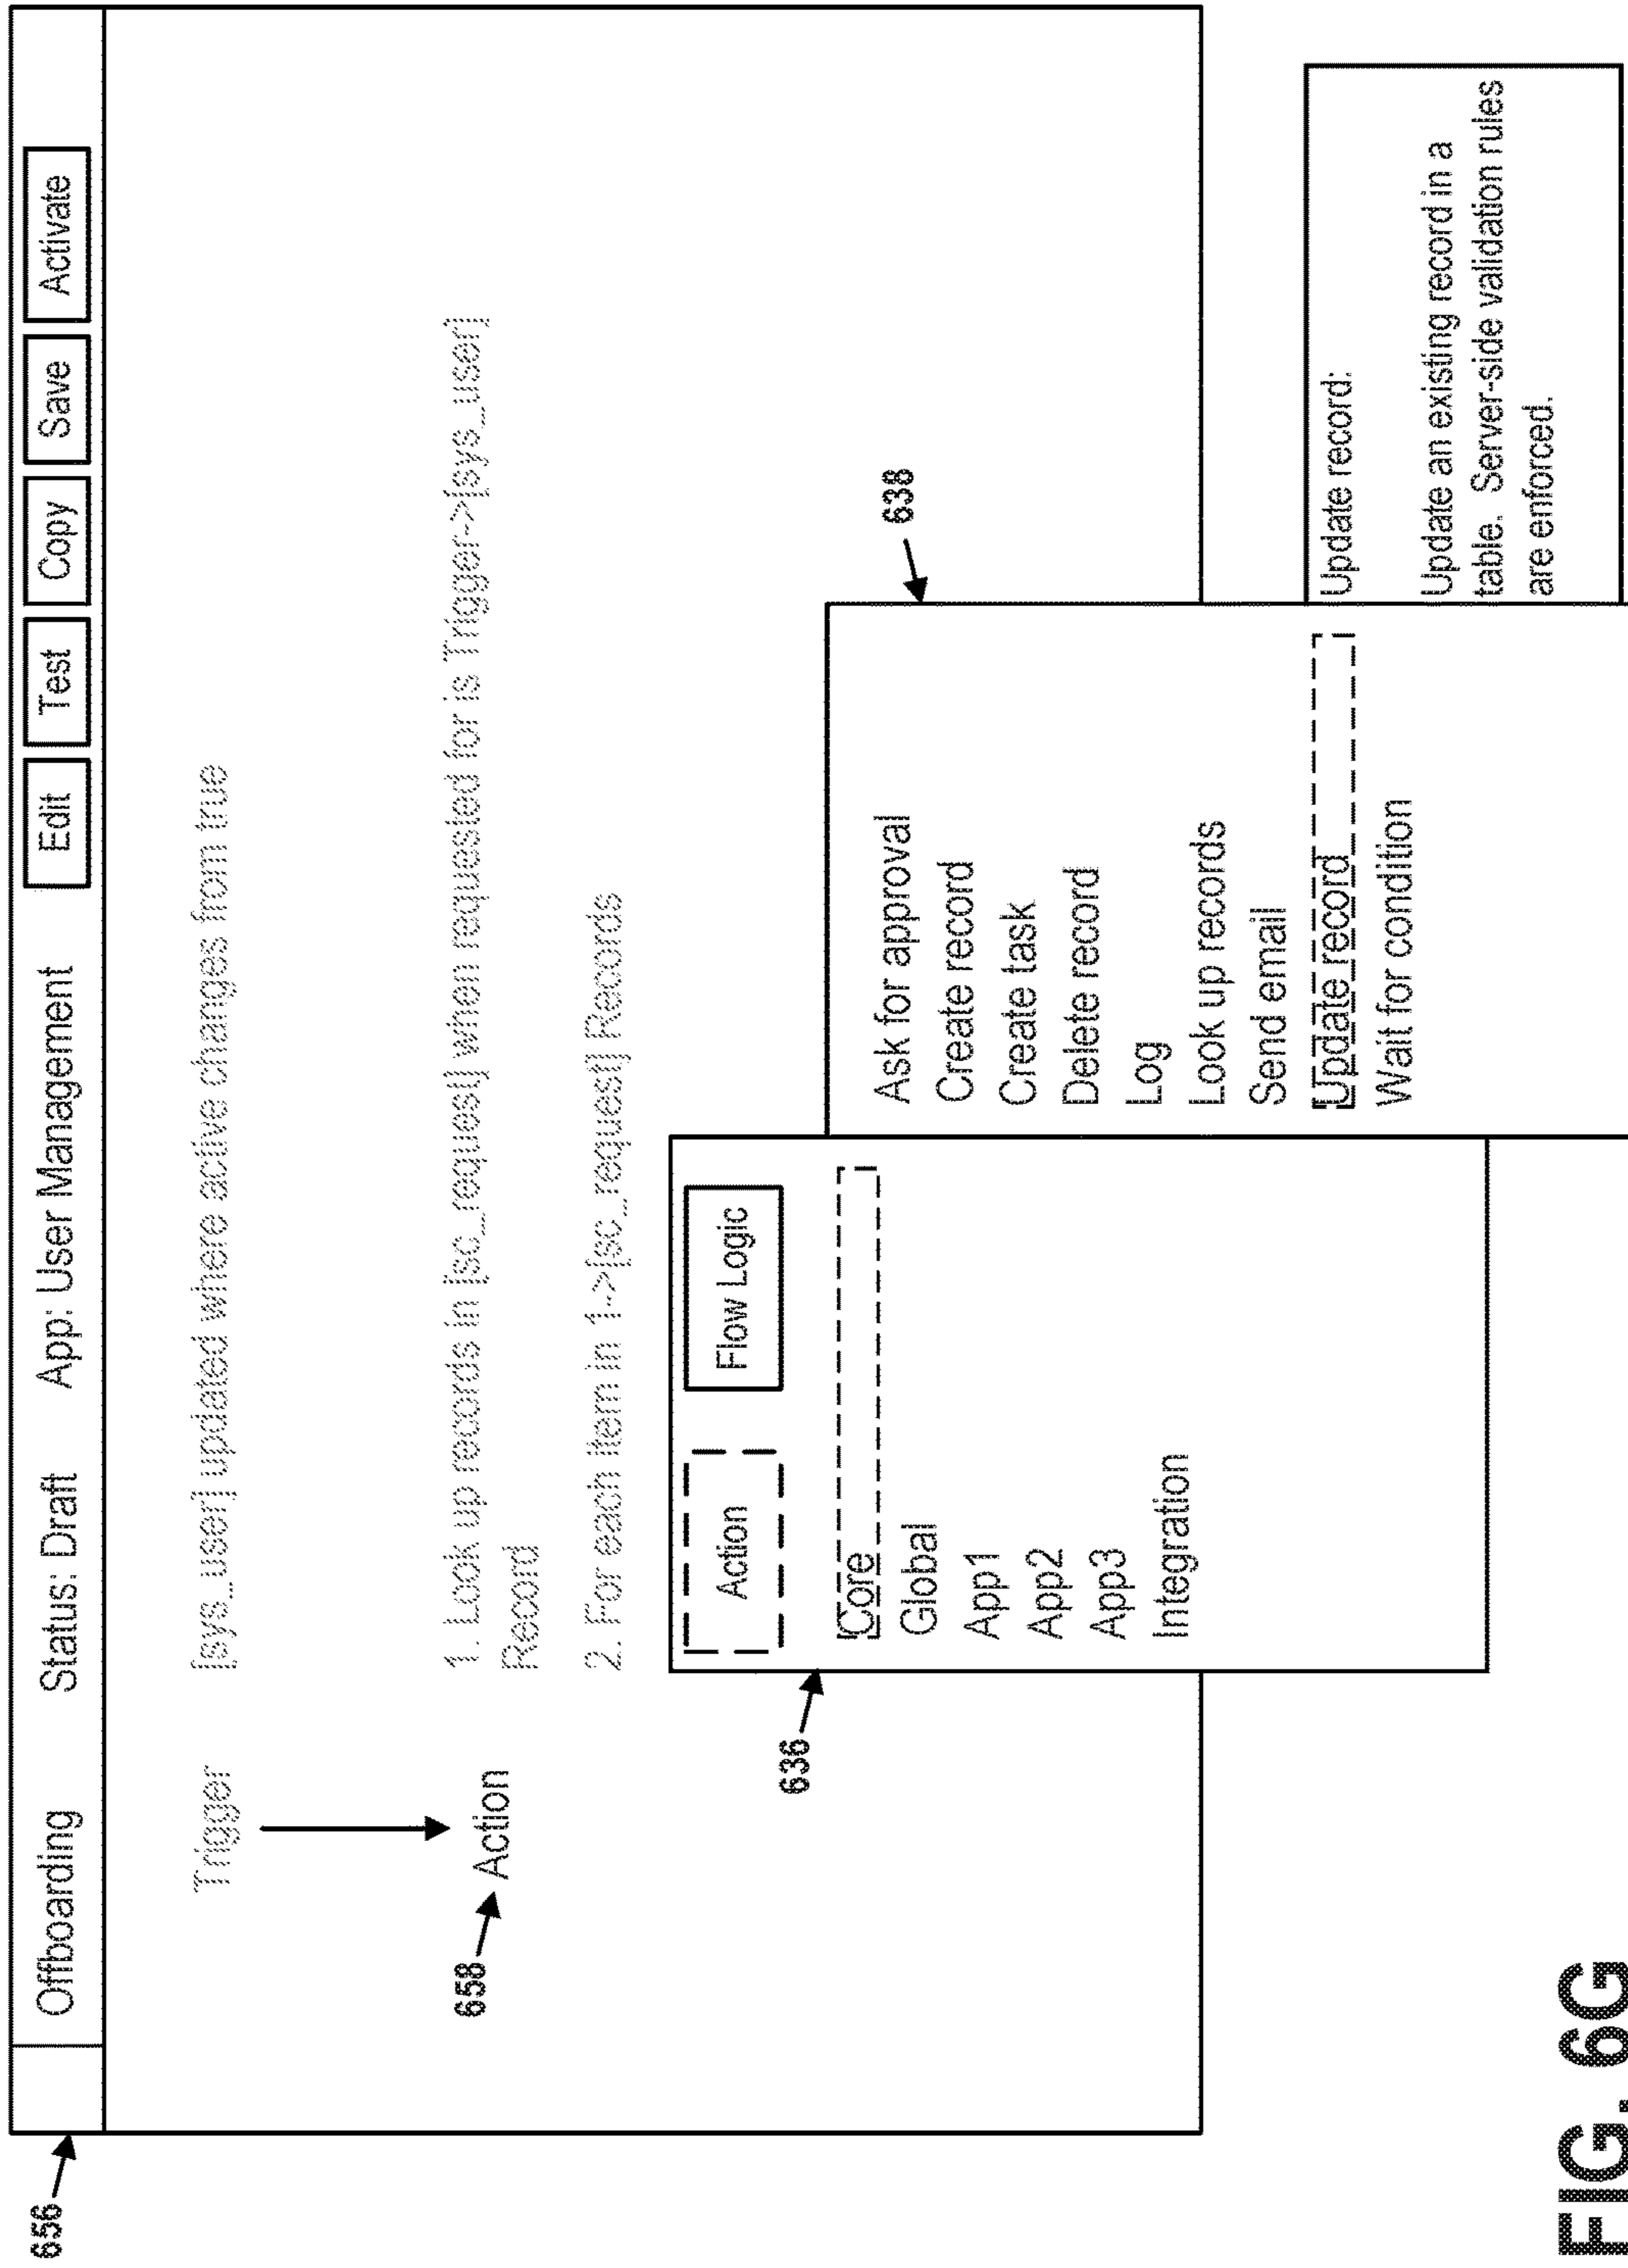 656
Offboarding Status: Draft App: User Management Edit Test Copy Save Activate
Trigger [sys_user] updated where active changes from true
658
Action
1. Look up records in [sc_request] when requested for is Trigger->[sys_user]
Record
2. For each item in 1->[sc_request] Records
636
Action Flow Logic
Core
Global
App1
App2
App3
Integration
638
Ask for approval
Create record
Create task
Delete record
Log
Look up records
Send email
Update record
Wait for condition
Update record:
Update an existing record in a
table. Server-side validation rules
are enforced.
FIG. 6G